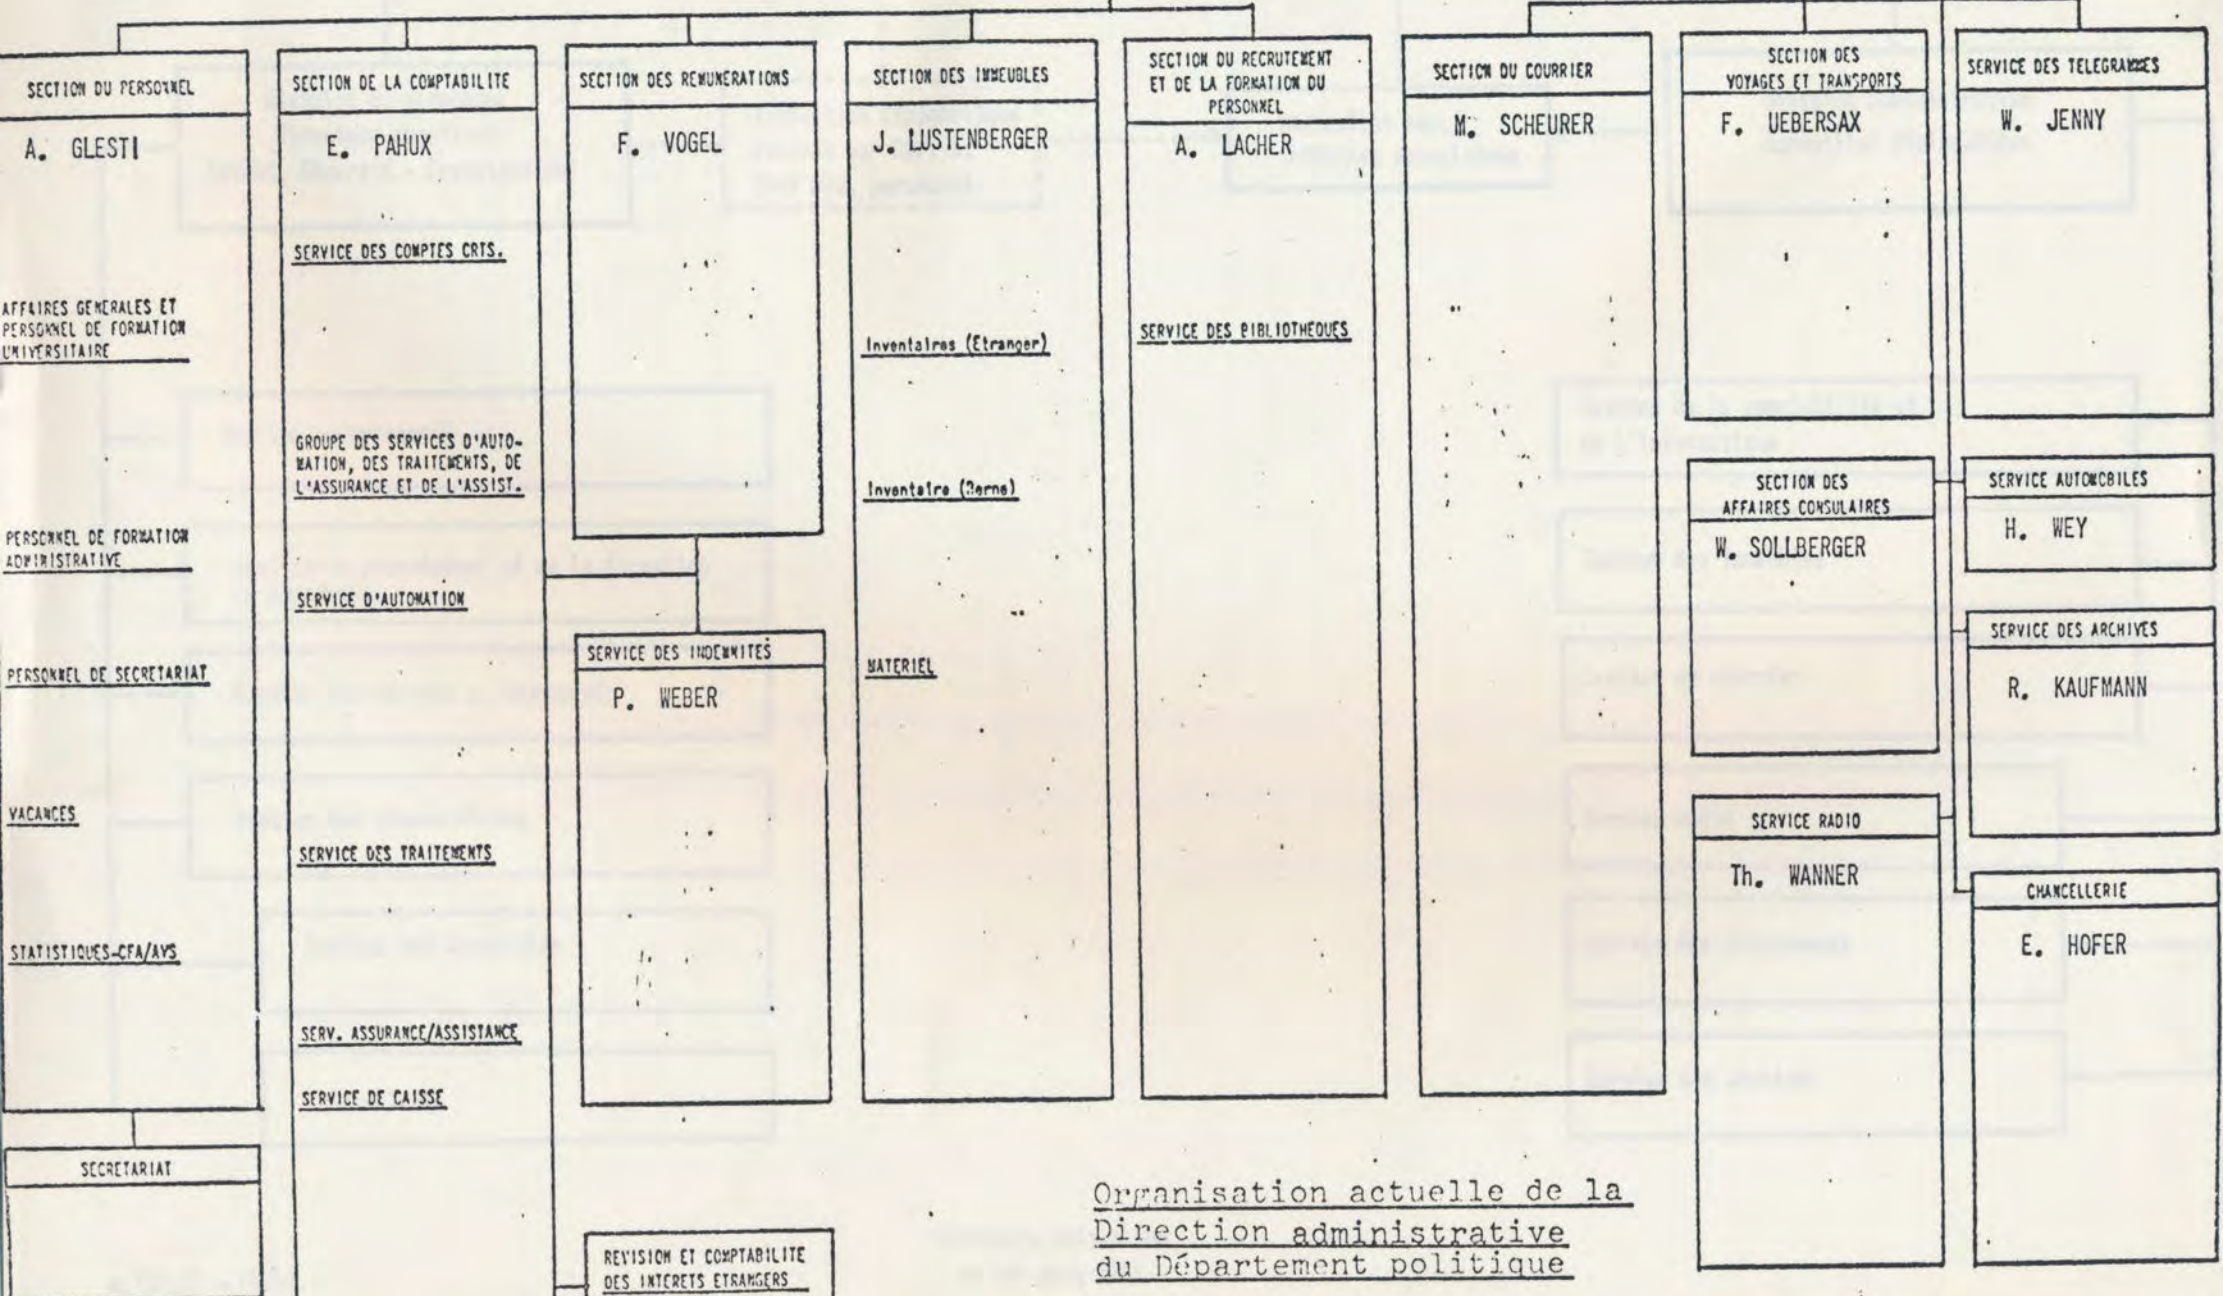 SECTION DU PERSONNEL
A. GLESTI
AFFAIRES GENERALES ET
PERSONNEL DE FORMATION
UNIVERSITAIRE
PERSONNEL DE FORMATION
ADMINISTRATIVE
PERSONNEL DE SECRETARIAT
VACANCES
STATISTIQUES-CFA/AVS
SECRETARIAT
SECTION DE LA COMPTABILITE
E. PAHUX
SERVICE DES COMPTES CRTS.
GROUPE DES SERVICES D'AUTO-
MATION, DES TRAITEMENTS, DE
L'ASSURANCE ET DE L'ASSIST.
SERVICE D'AUTOMATION
SERVICE DES TRAITEMENTS
SERV. ASSURANCE/ASSISTANCE
SERVICE DE CAISSE
SECTION DES REMUNERATIONS
F. VOGEL
SERVICE DES INDEMNITÉS
P. WEBER
REVISION ET COMPTABILITE
DES INTERETS ETRANGERS
SECTION DES IMMEUBLES
J. LUSTENBERGER
Inventaires (Etranger)
Inventaire (Berne)
MATERIEL
SECTION DU RECRUTEMENT
ET DE LA FORMATION DU
PERSONNEL
A. LACHER
SERVICE DES BIBLIOTHEQUES
SECTION DU COURRIER
M. SCHEURER
SECTION DES
VOYAGES ET TRANSPORTS
F. UEBERSAX
SECTION DES
AFFAIRES CONSULAIRES
W. SOLLBERGER
SERVICE RADIO
Th. WANNER
SERVICE DES TELEGRAMMES
W. JENNY
SERVICE AUTOMOBILES
H. WEY
SERVICE DES ARCHIVES
R. KAUFMANN
CHANCELLERIE
E. HOFER
Organisation actuelle de la
Direction administrative
du Département politique